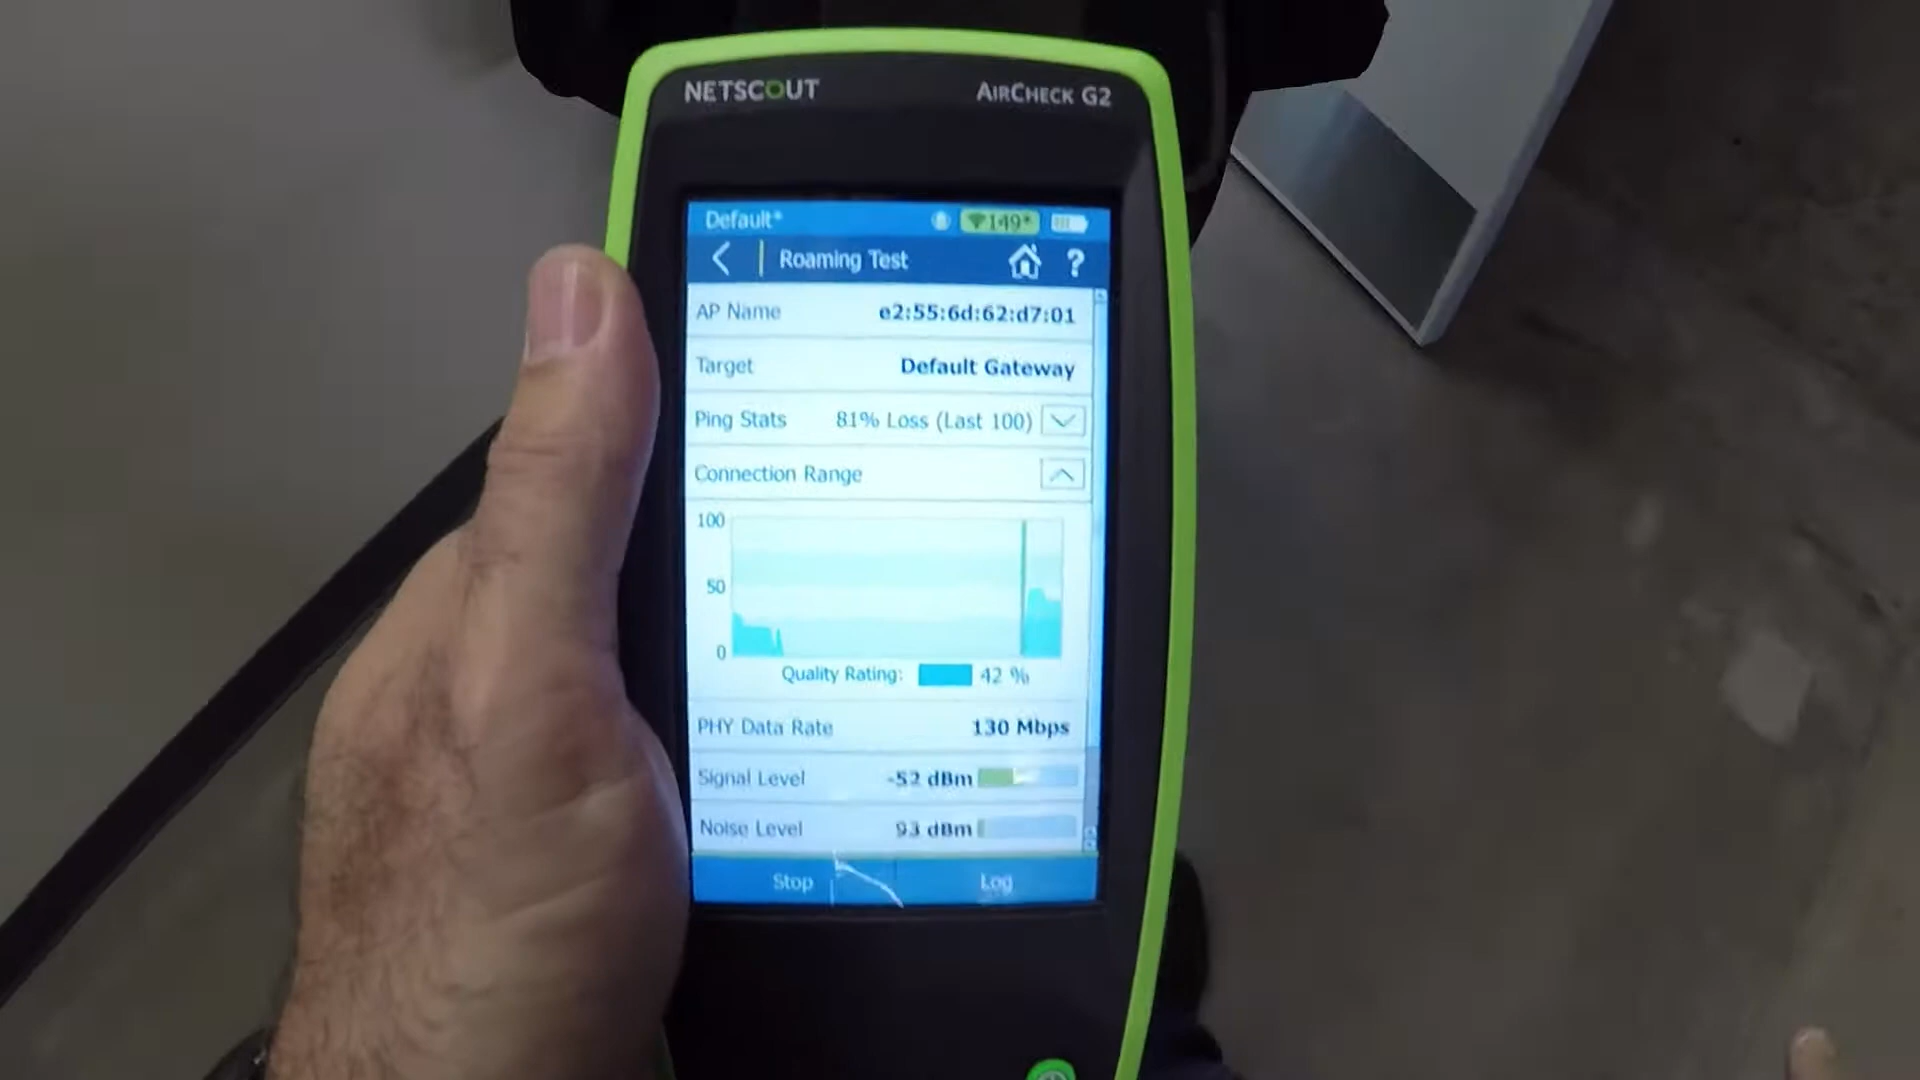 NETSCOUT AIRCHECK G2
Default* 149*
Roaming Test ?
AP Name e2:55:6d:62:d7:01
Target Default Gateway
Ping Stats 81% Loss (Last 100)
Connection Range
100
50
0
Quality Rating: 42 %
PHY Data Rate 130 Mbps
Signal Level -52 dBm
Noise Level 93 dBm
Stop Log